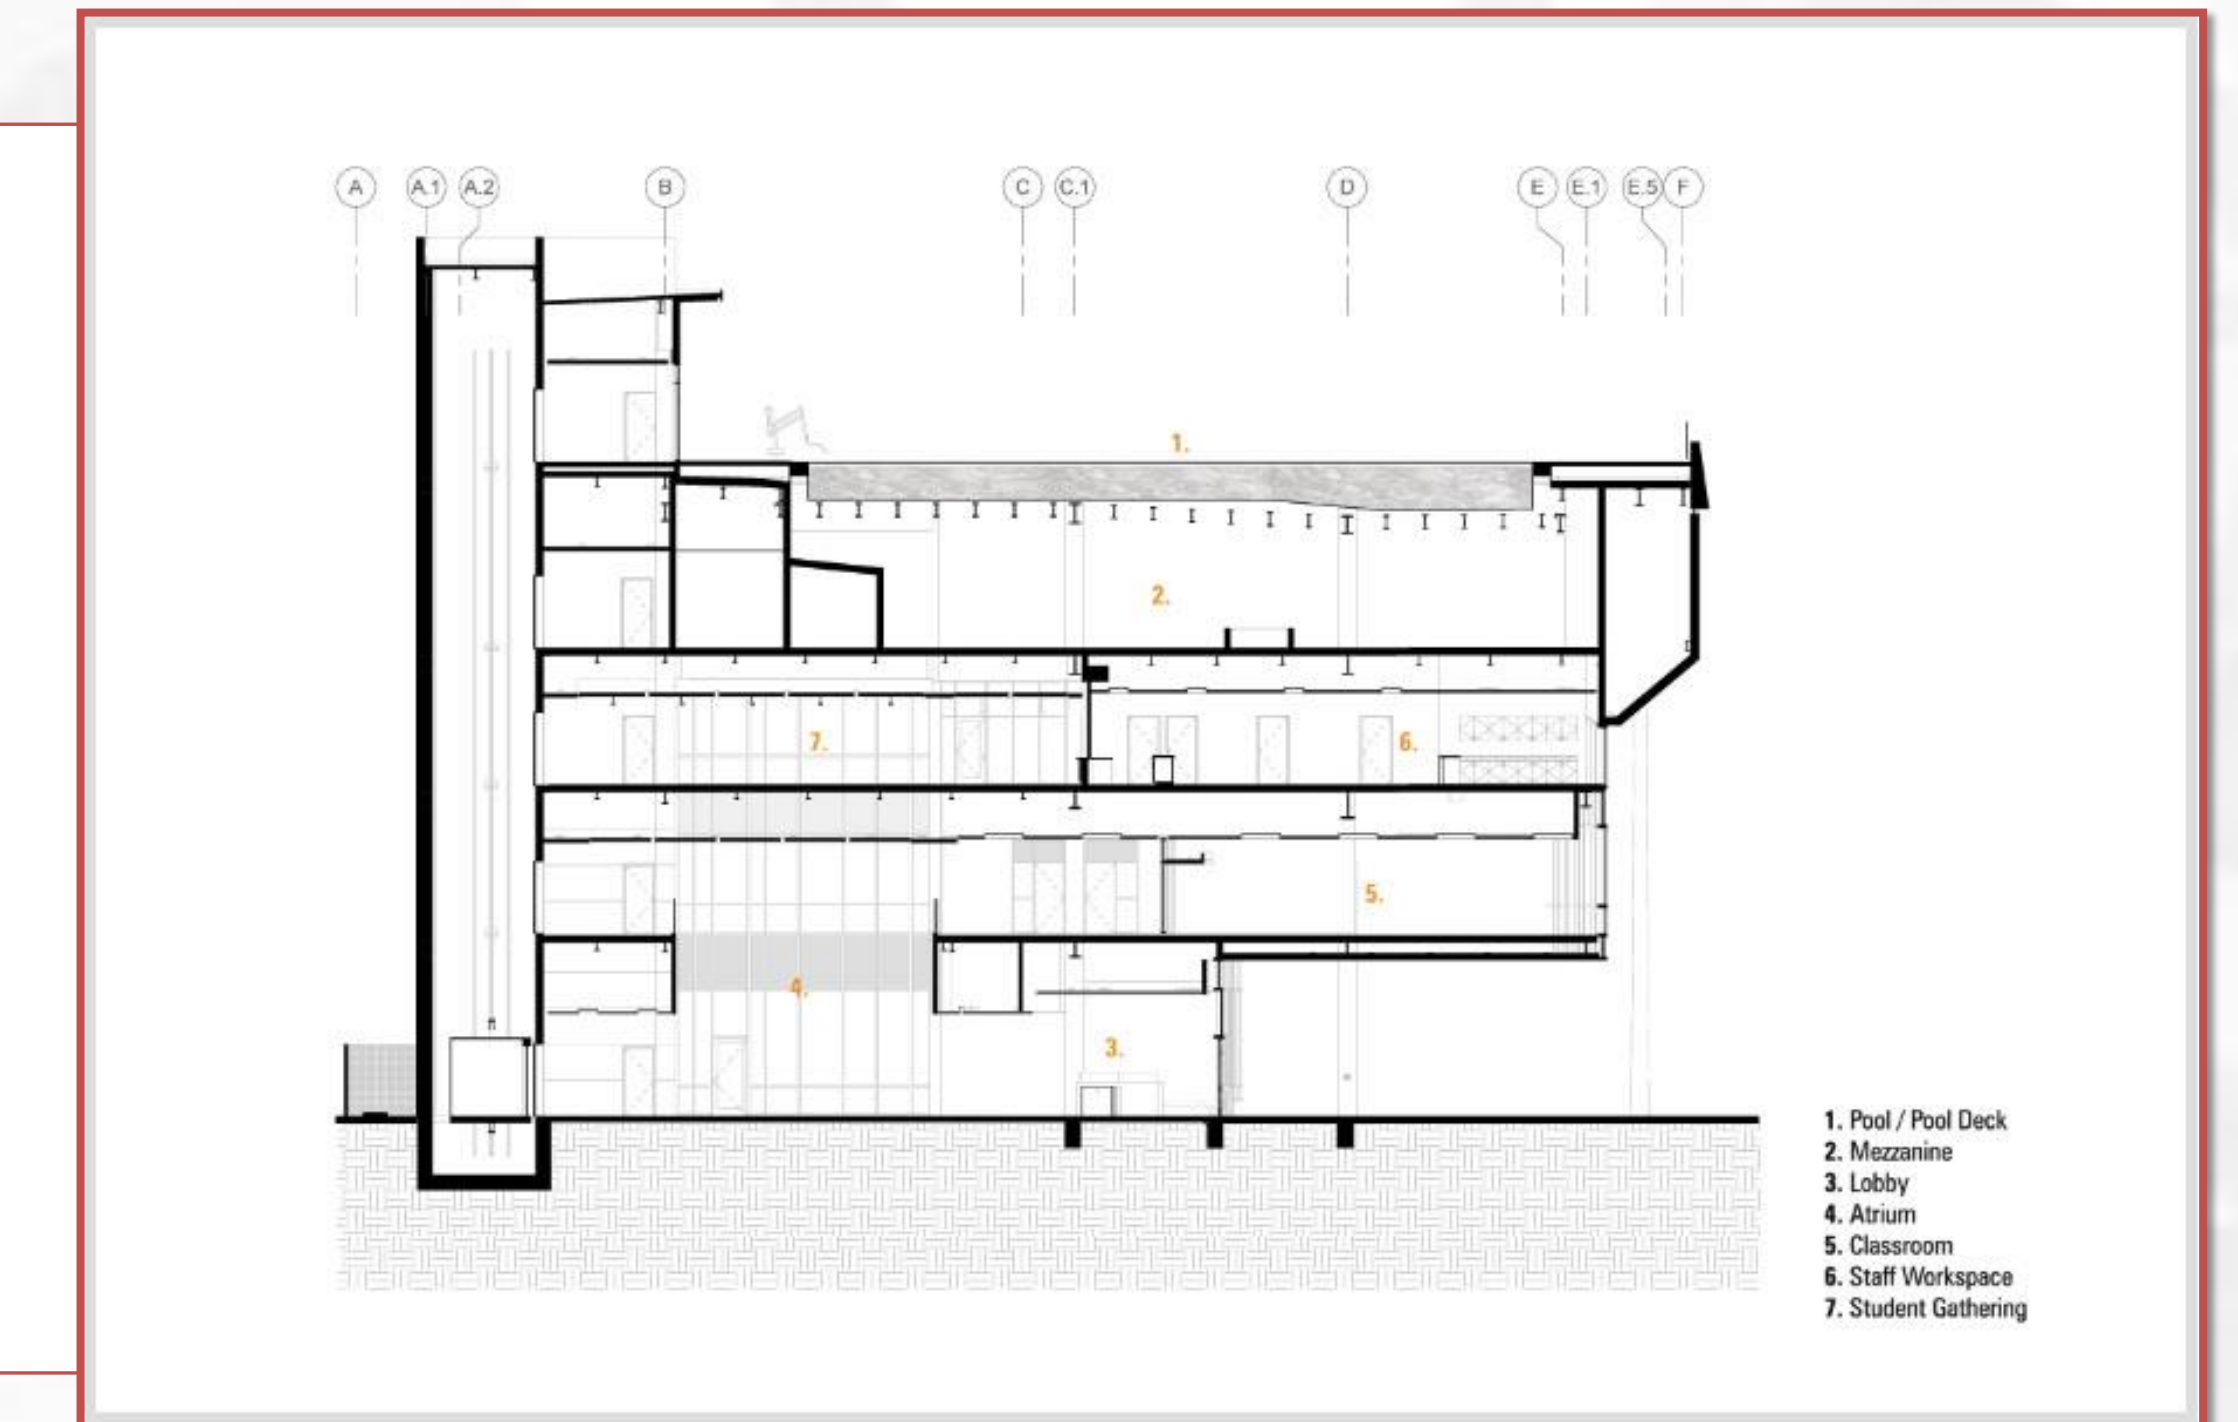 A A.1 A.2 B C C.1 D E E.1 E.5 F
1.
2.
7.
6.
5.
4.
3.
1. Pool / Pool Deck
2. Mezzanine
3. Lobby
4. Atrium
5. Classroom
6. Staff Workspace
7. Student Gathering